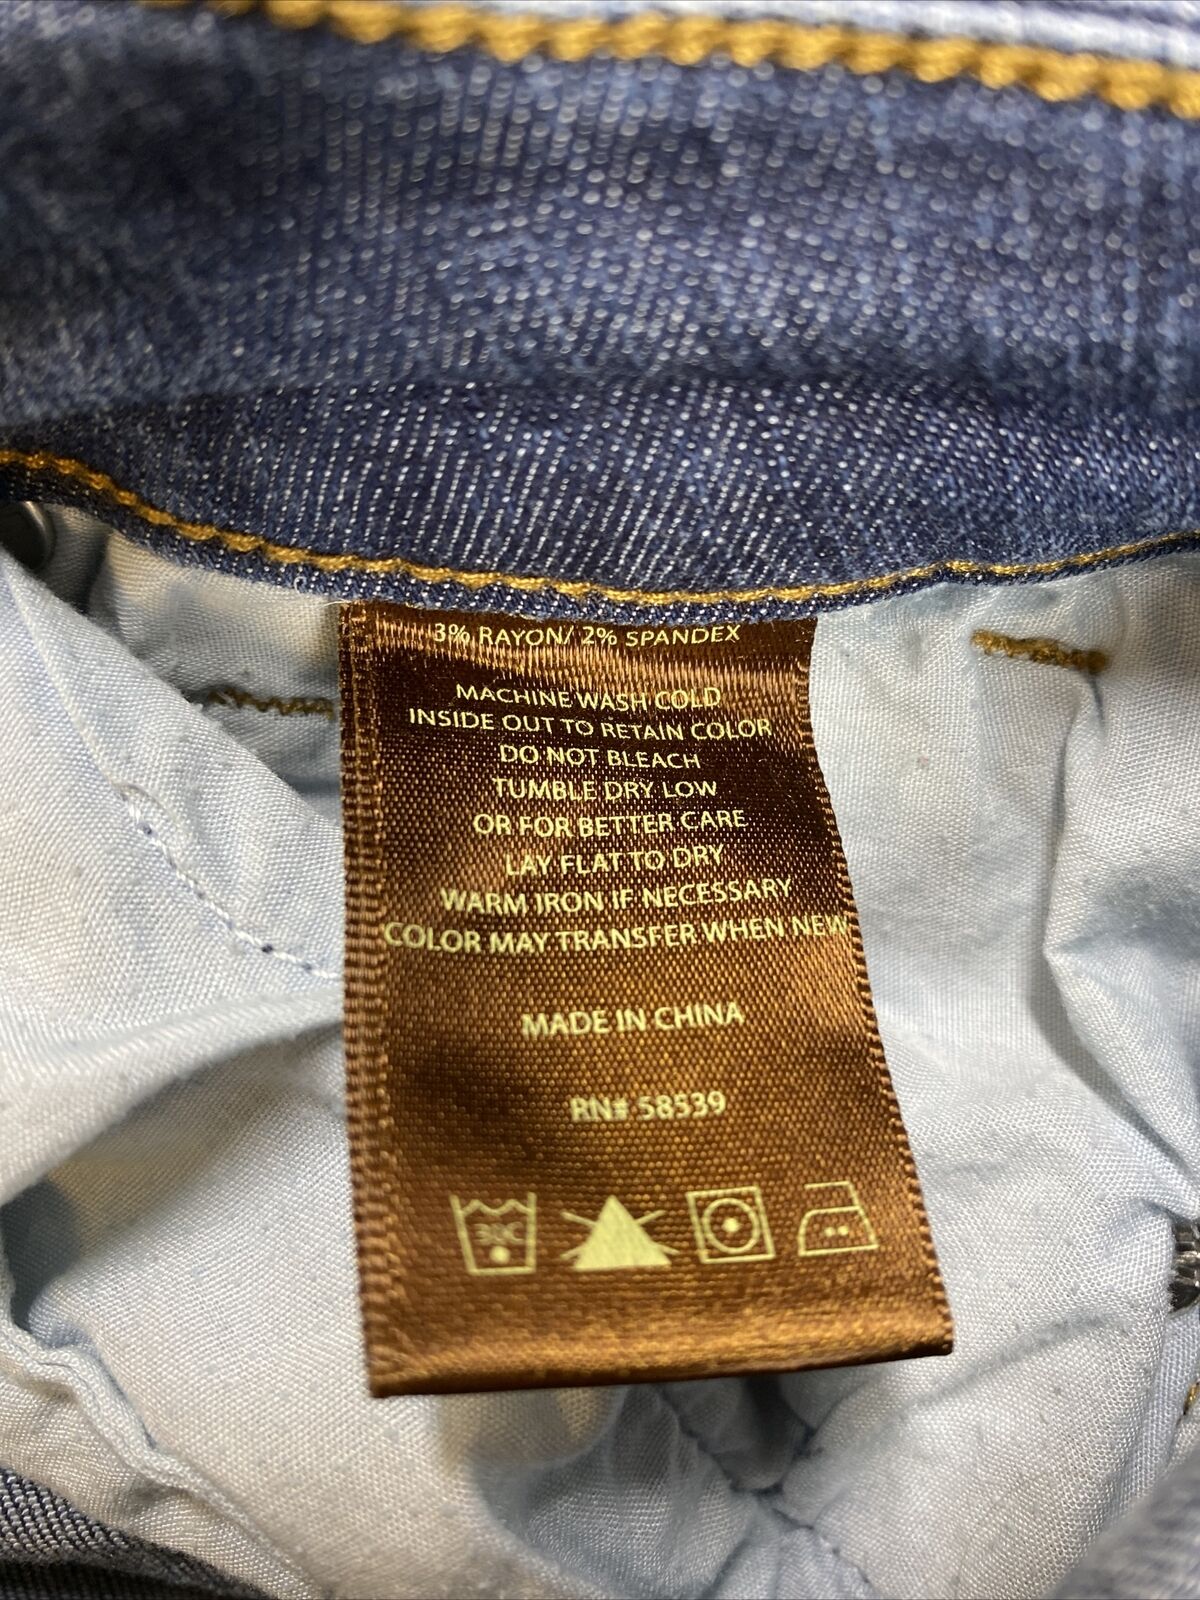 3% RAYON/ 2% SPANDEX
MACHINE WASH COLD
INSIDE OUT TO RETAIN COLOR
DO NOT BLEACH
TUMBLE DRY LOW
OR FOR BETTER CARE
LAY FLAT TO DRY
WARM IRON IF NECESSARY
COLOR MAY TRANSFER WHEN NEW
MADE IN CHINA
RN# 58539
30C